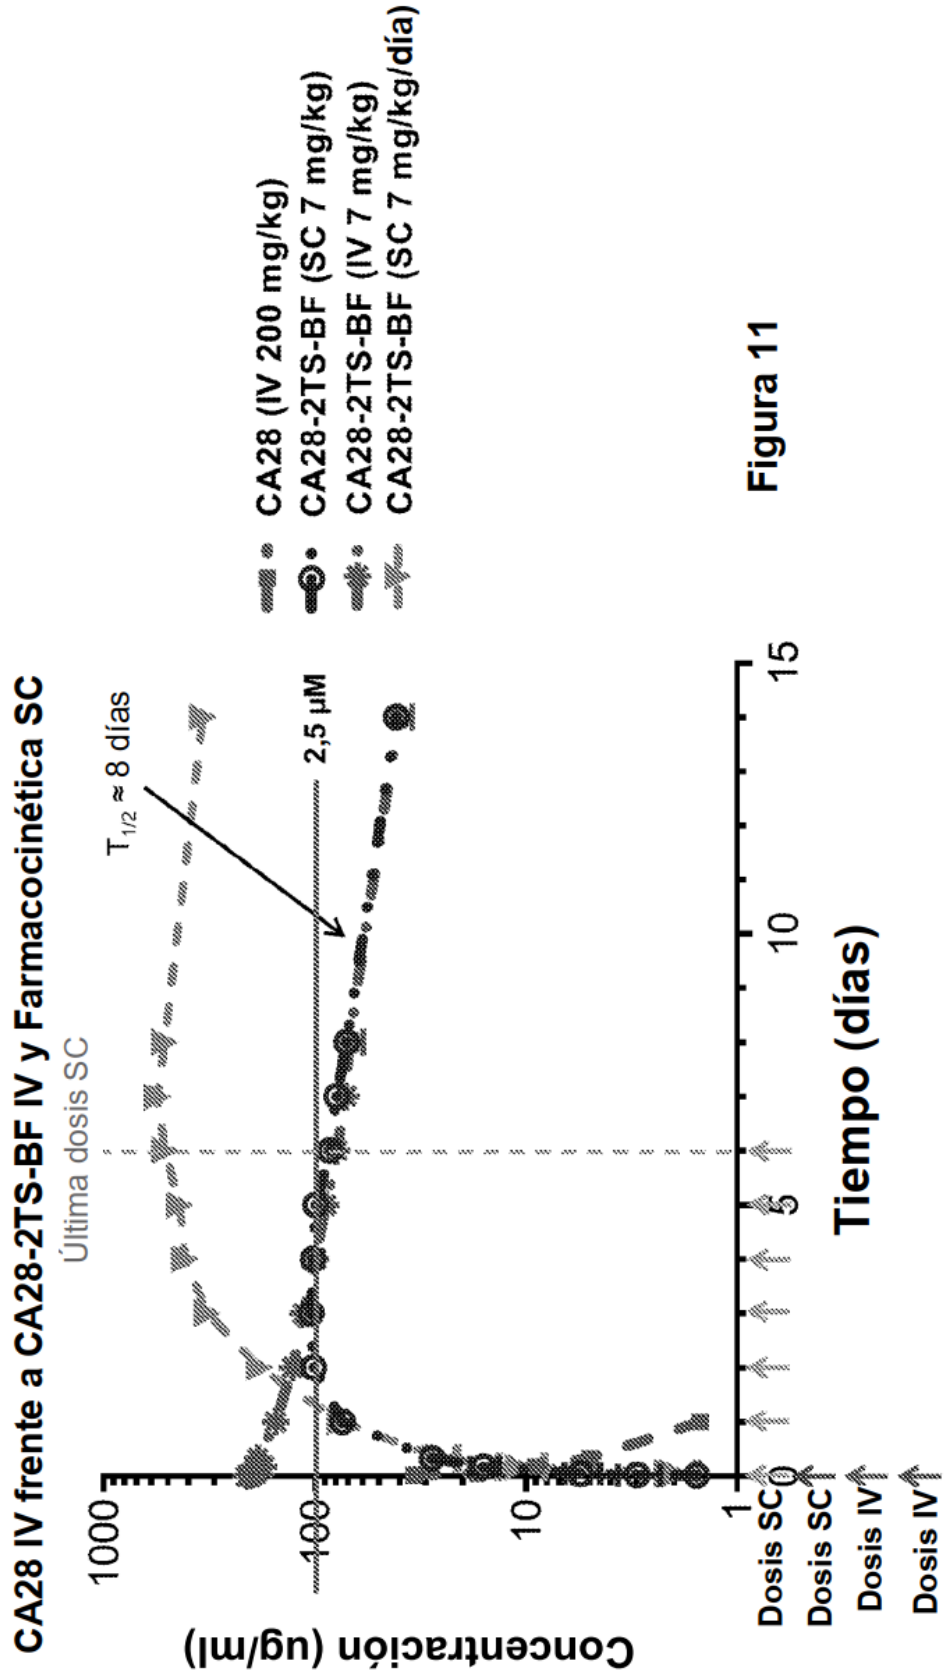 CA28 IV frente a CA28-2TS-BF IV y Farmacocinética SC
Última dosis SC
T1/2 ≈ 8 días
2,5 µM
Concentración (ug/ml)
1000
100
10
1
0
5
10
15
Tiempo (días)
Dosis SC
Dosis SC
Dosis IV
Dosis IV
CA28 (IV 200 mg/kg)
CA28-2TS-BF (SC 7 mg/kg)
CA28-2TS-BF (IV 7 mg/kg)
CA28-2TS-BF (SC 7 mg/kg/día)
Figura 11